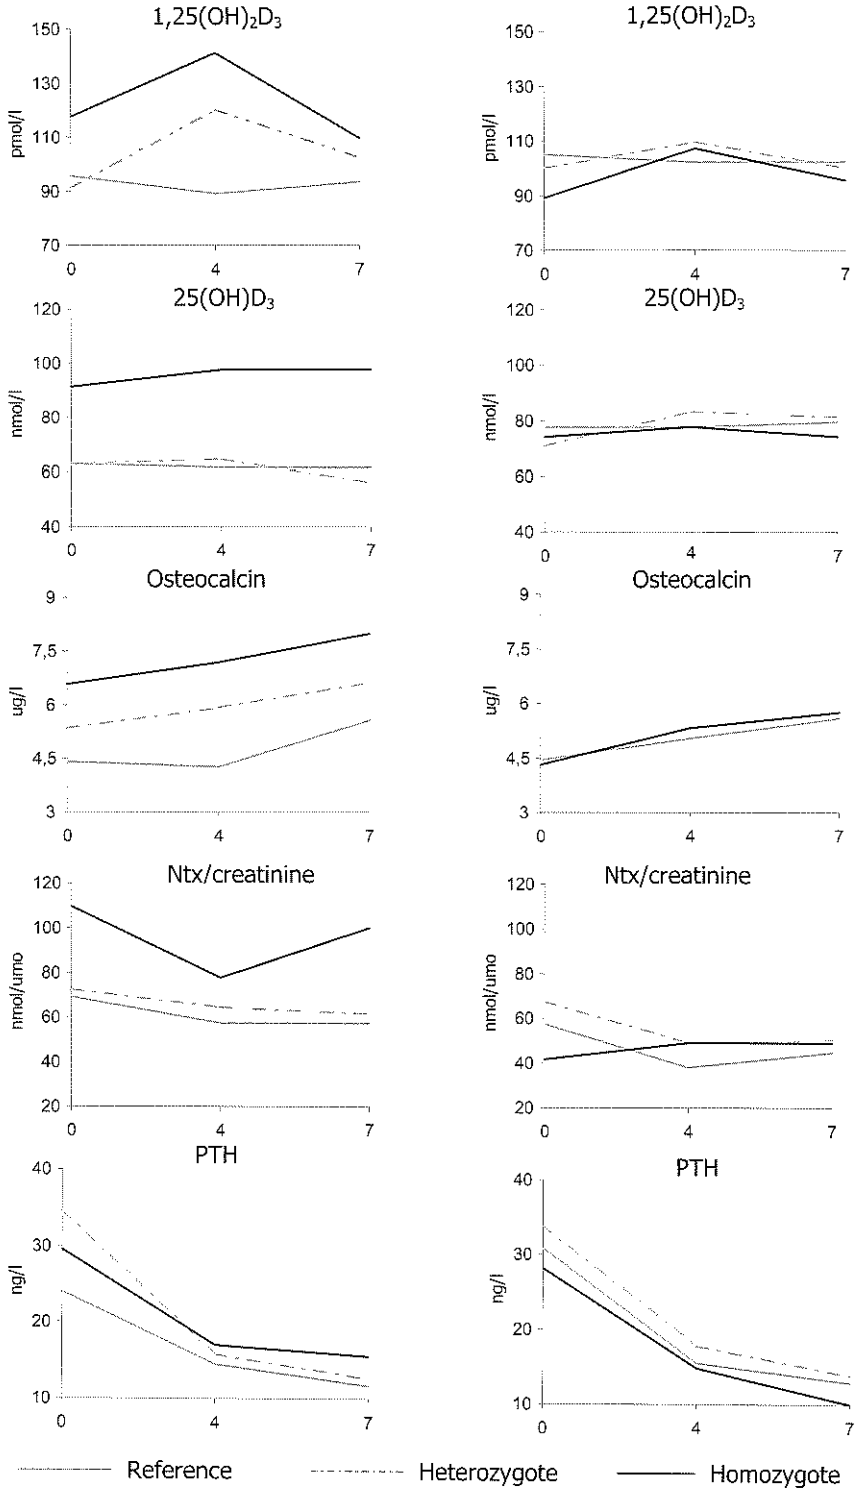 1,25(OH)₂D₃
150
130
110
90
70
pmol/l
0 4 7
1,25(OH)₂D₃
150
130
110
90
70
pmol/l
0 4 7
25(OH)D₃
120
100
80
60
40
nmol/l
0 4 7
25(OH)D₃
120
100
80
60
40
nmol/l
0 4 7
Osteocalcin
9
7,5
6
4,5
3
ug/l
0 4 7
Osteocalcin
9
7,5
6
4,5
3
ug/l
0 4 7
Ntx/creatinine
120
100
80
60
40
20
nmol/umo
0 4 7
Ntx/creatinine
120
100
80
60
40
20
nmol/umo
0 4 7
PTH
40
30
20
10
ng/l
0 4 7
PTH
40
30
20
10
ng/l
0 4 7
Reference Heterozygote Homozygote